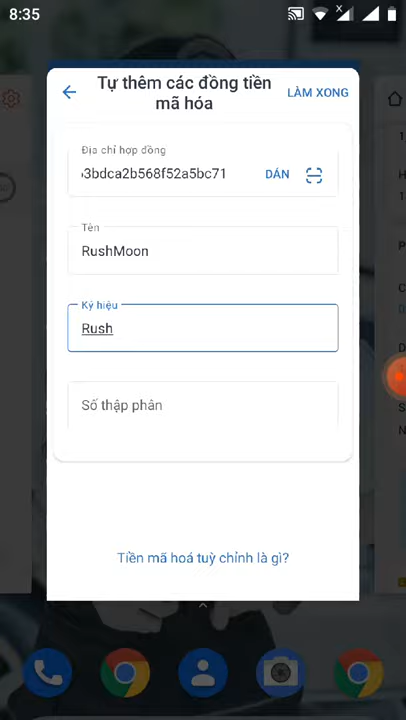 8:35
Tự thêm các đồng tiền
mã hóa
LÀM XONG
Địa chỉ hợp đồng
3bdca2b568f52a5bc71
DÁN
Tên
RushMoon
Ký hiệu
Rush
Số thập phân
Tiền mã hoá tuỳ chỉnh là gì?